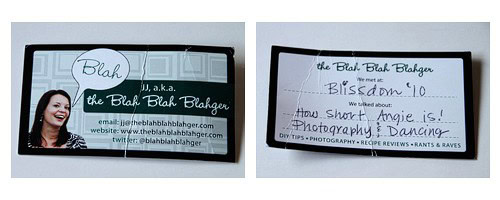 Blah
JJ, a.k.a.
the Blah Blah Blahger
email: jj@theblahblahblahger.com
website: www.theblahblahblahger.com
twitter: @blahblahblahger
the Blah Blah Blahger
We met at:
Blissdom '10
We talked about:
How short Angie is!
Photography & Dancing
DIY TIPS • PHOTOGRAPHY • RECIPE REVIEWS • RANTS & RAVES